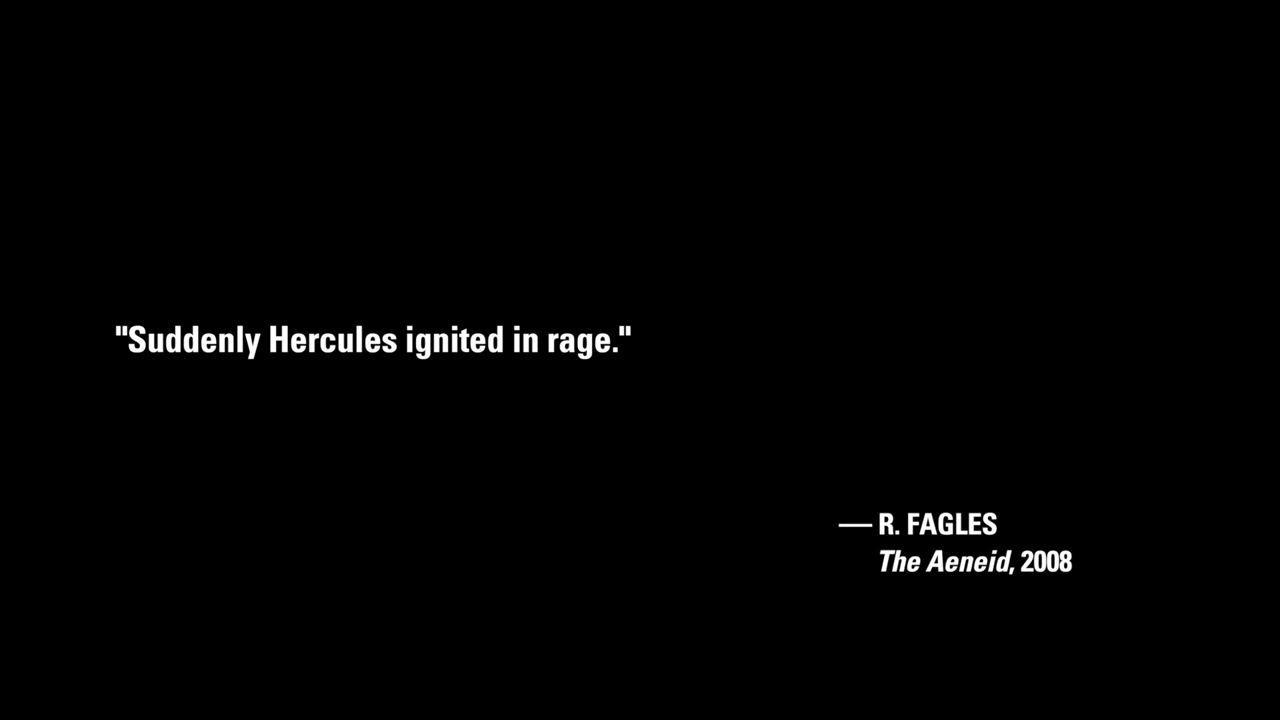 "Suddenly Hercules ignited in rage."
— R. FAGLES
The Aeneid, 2008